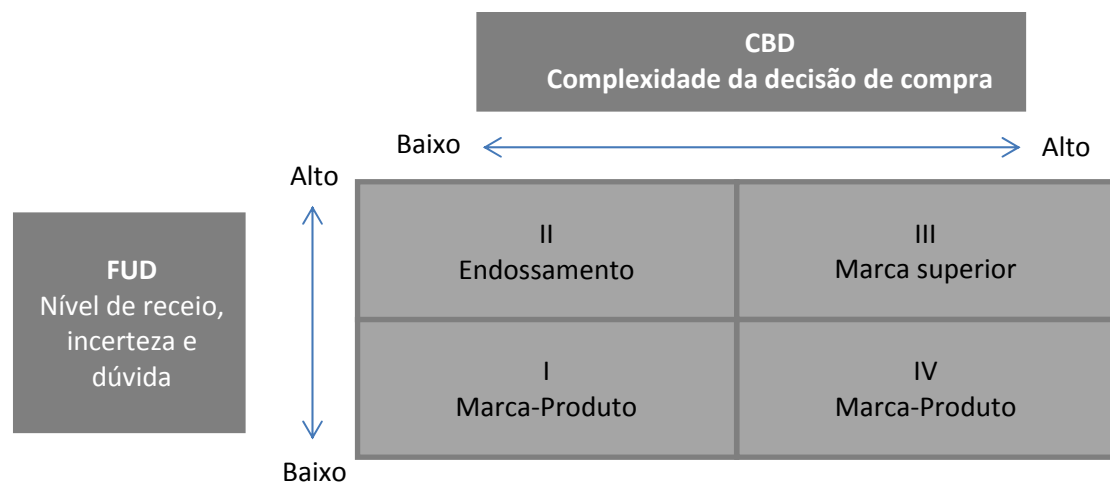 CBD
Complexidade da decisão de compra
Baixo
Alto
Alto
FUD
Nível de receio,
incerteza e
dúvida
II
Endossamento
III
Marca superior
I
Marca-Produto
IV
Marca-Produto
Baixo